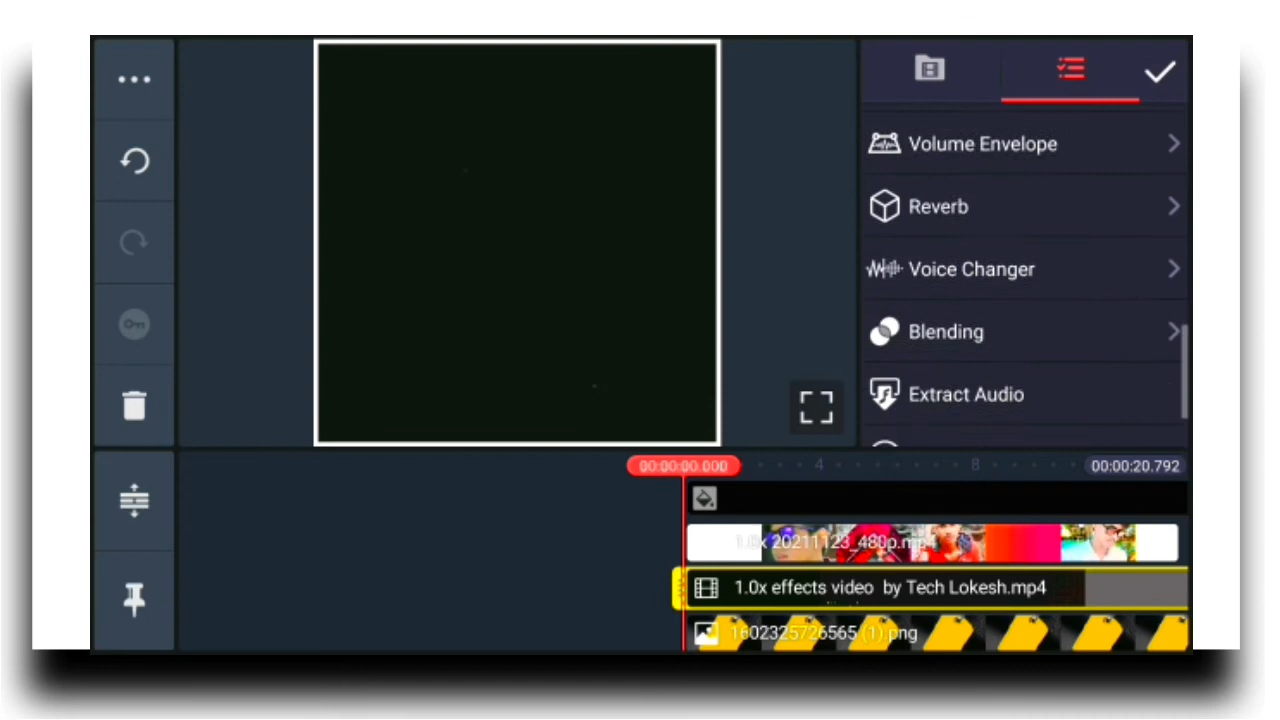 Volume Envelope
Reverb
Voice Changer
Blending
Extract Audio
00:00:00.000
4
8
00:00:20.792
1.0x 20211123_480p.mp4
1.0x effects video by Tech Lokesh.mp4
1602325726565 (1).png